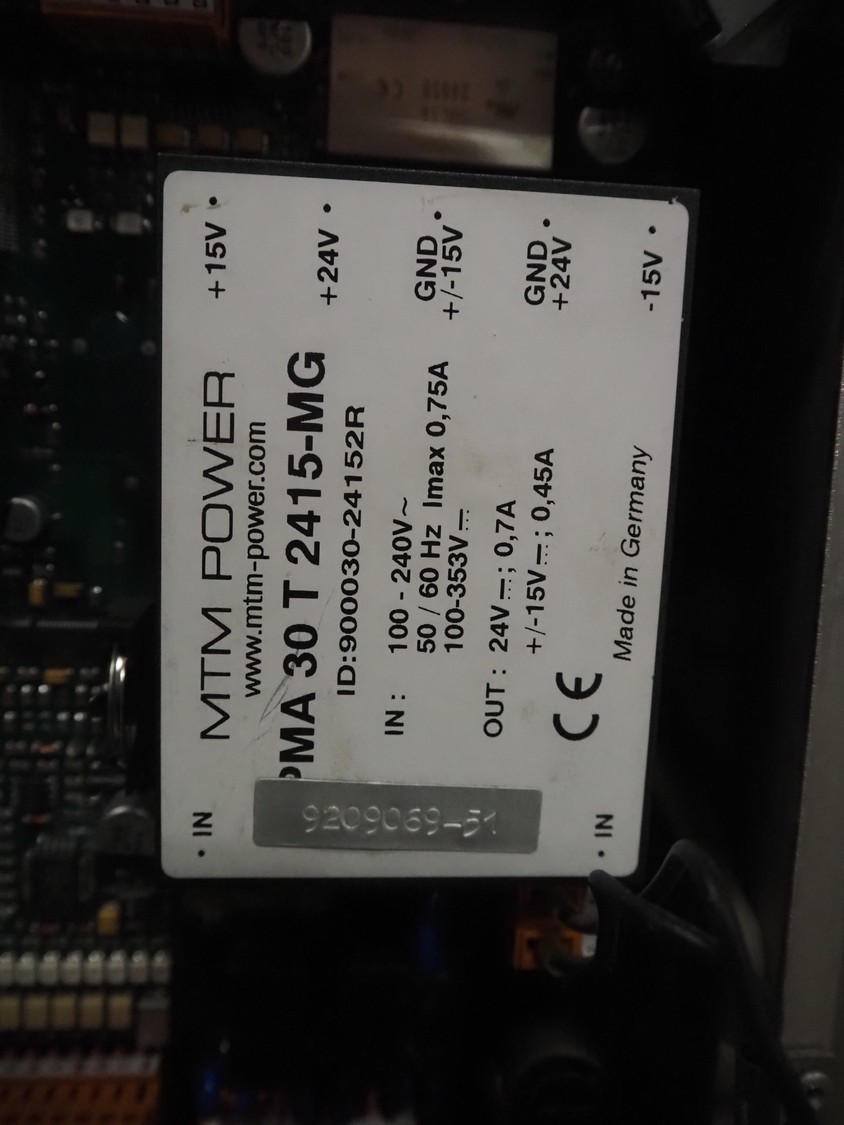 MTM POWER
www.mtm-power.com
PMA 30 T 2415-MG
ID:900030-24152R
IN : 100 - 240V~
50 / 60 Hz Imax 0,75A
100-353V⎓
OUT : 24V⎓; 0,7A
+/-15V⎓; 0,45A
CE
Made in Germany
+15V
+24V
GND
+/-15V
GND
+24V
-15V
IN
IN
9209069-51